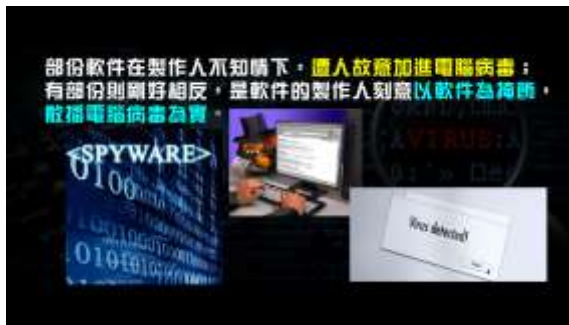 部份軟件在製作人不知情下，遭人故意加進電腦病毒；
有部份則剛好相反，是軟件的製作人刻意以軟件為掩飾，
散播電腦病毒為實。
<SPYWARE>
0100
VIRUS
Virus detected!
010101